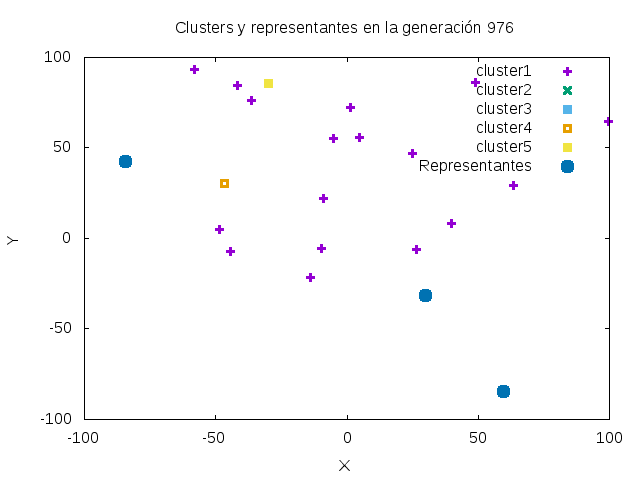 Clusters y representantes en la generación 976
100
50
0
-50
-100
-100
-50
0
50
100
X
Y
cluster1
cluster2
cluster3
cluster4
cluster5
Representantes